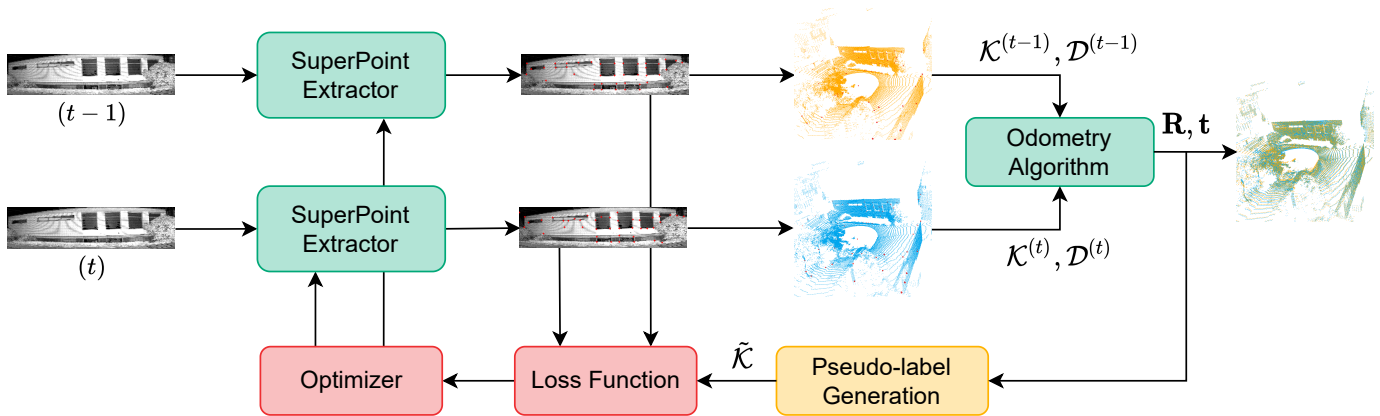 SuperPoint
Extractor
(t − 1)
𝒦^(t−1), 𝒟^(t−1)
Odometry
Algorithm
R, t
SuperPoint
Extractor
(t)
𝒦^(t), 𝒟^(t)
Optimizer
Loss Function
𝒦̃
Pseudo-label
Generation